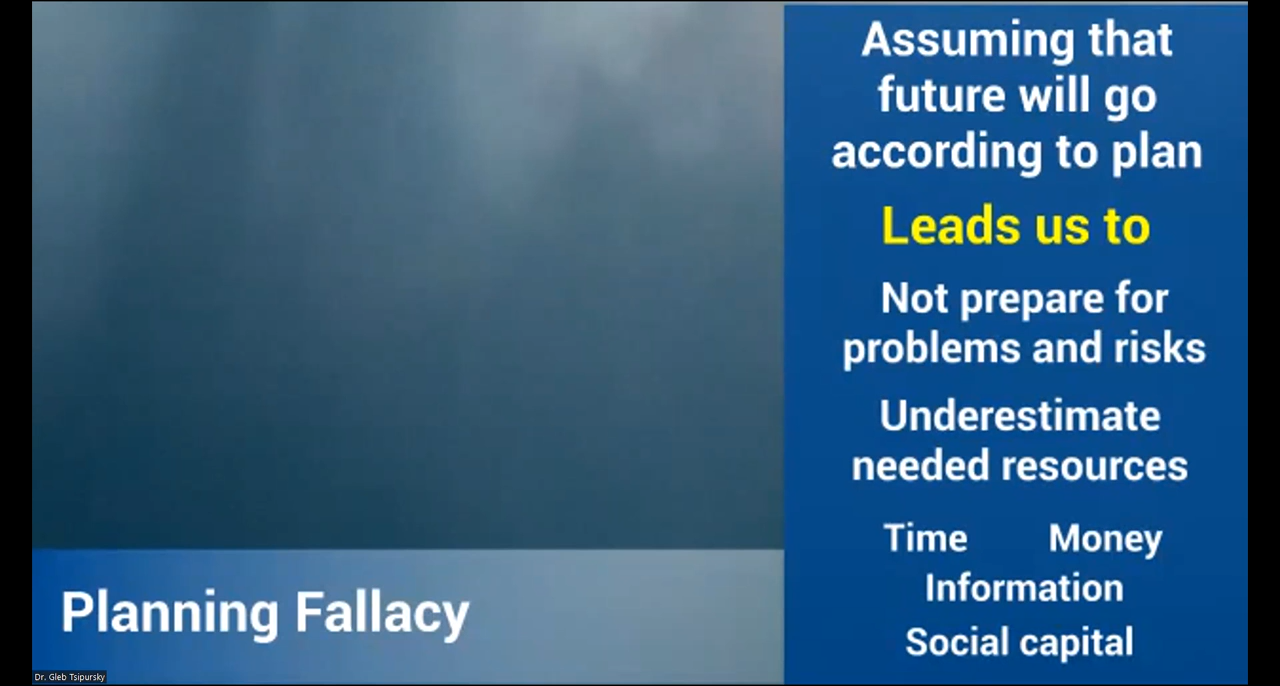 Assuming that
future will go
according to plan
Leads us to
Not prepare for
problems and risks
Underestimate
needed resources
Time Money
Information
Social capital
Planning Fallacy
Dr. Gleb Tsipursky